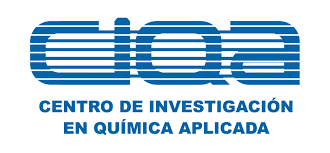 CIQA
CENTRO DE INVESTIGACIÓN
EN QUÍMICA APLICADA